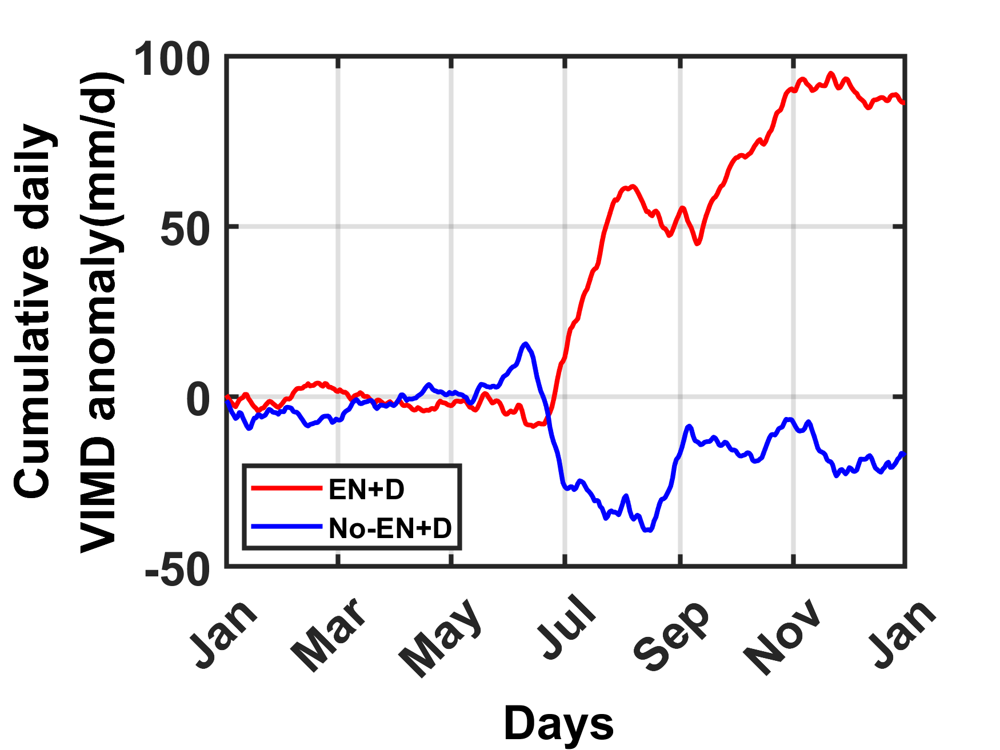 Cumulative daily
VIMD anomaly(mm/d)
100
50
0
-50
EN+D
No-EN+D
Jan
Mar
May
Jul
Sep
Nov
Jan
Days